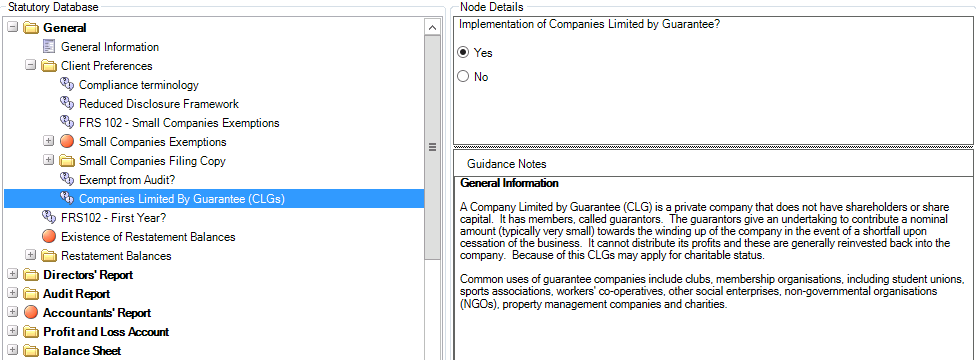 Statutory Database
General
General Information
Client Preferences
Compliance terminology
Reduced Disclosure Framework
FRS 102 - Small Companies Exemptions
Small Companies Exemptions
Small Companies Filing Copy
Exempt from Audit?
Companies Limited By Guarantee (CLGs)
FRS102 - First Year?
Existence of Restatement Balances
Restatement Balances
Directors' Report
Audit Report
Accountants' Report
Profit and Loss Account
Balance Sheet
Node Details
Implementation of Companies Limited by Guarantee?
Yes
No
Guidance Notes
General Information
A Company Limited by Guarantee (CLG) is a private company that does not have shareholders or share
capital. It has members, called guarantors. The guarantors give an undertaking to contribute a nominal
amount (typically very small) towards the winding up of the company in the event of a shortfall upon
cessation of the business. It cannot distribute its profits and these are generally reinvested back into the
company. Because of this CLGs may apply for charitable status.
Common uses of guarantee companies include clubs, membership organisations, including student unions,
sports associations, workers' co-operatives, other social enterprises, non-governmental organisations
(NGOs), property management companies and charities.